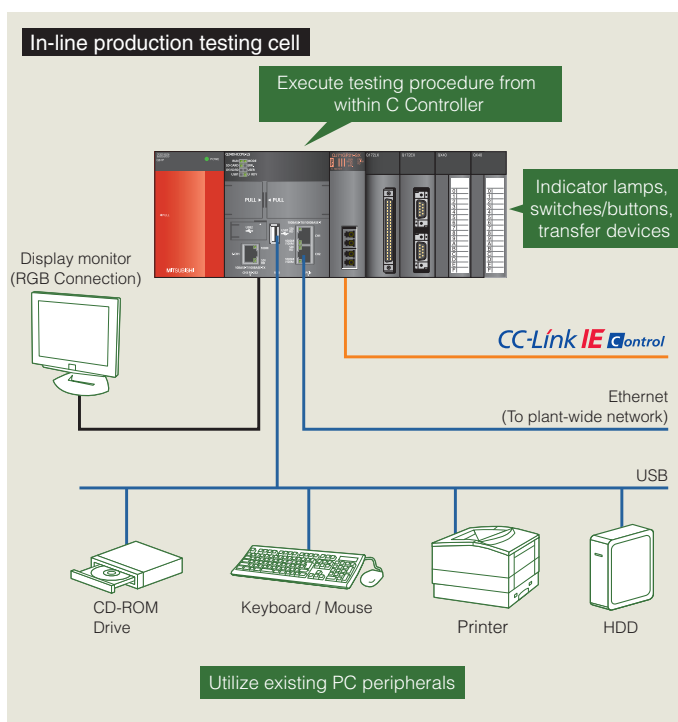 In-line production testing cell
Execute testing procedure from
within C Controller
MITSUBISHI
PULL
PULL
Indicator lamps,
switches/buttons,
transfer devices
Display monitor
(RGB Connection)
CC-Link IE Control
Ethernet
(To plant-wide network)
USB
CD-ROM
Drive
Keyboard / Mouse
Printer
HDD
Utilize existing PC peripherals